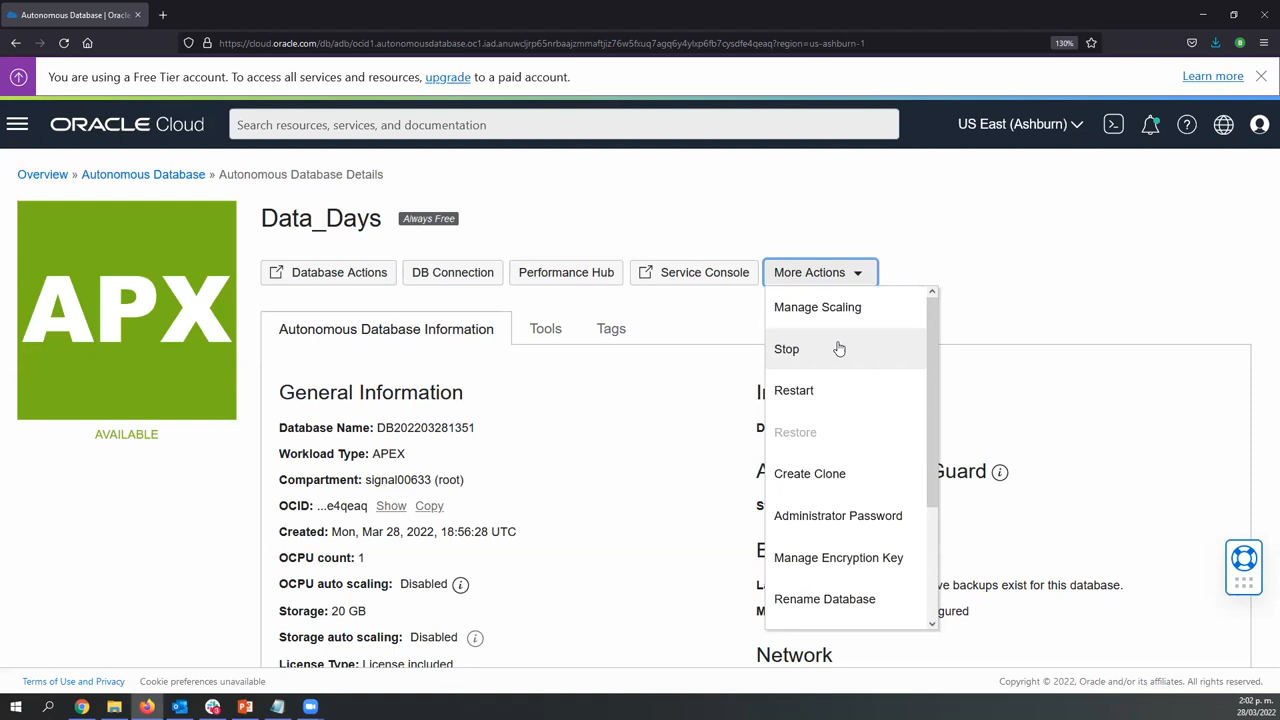 Autonomous Database | Oracle
https://cloud.oracle.com/db/adb/ocid1.autonomousdatabase.oc1.iad.anuwcljrp65nrbaajzmmaftjiz76w5fxuq7agq6y4ylxp6fb7cysdfe4qeaq?region=us-ashburn-1
130%
You are using a Free Tier account. To access all services and resources, upgrade to a paid account.
Learn more
ORACLE Cloud
Search resources, services, and documentation
US East (Ashburn)
Overview » Autonomous Database » Autonomous Database Details
APX
AVAILABLE
Data_Days
Always Free
Database Actions
DB Connection
Performance Hub
Service Console
More Actions
Manage Scaling
Stop
Restart
Restore
Create Clone
Administrator Password
Manage Encryption Key
Rename Database
Autonomous Database Information
Tools
Tags
General Information
Database Name: DB202203281351
Workload Type: APEX
Compartment: signal00633 (root)
OCID: ...e4qeaq Show Copy
Created: Mon, Mar 28, 2022, 18:56:28 UTC
OCPU count: 1
OCPU auto scaling: Disabled
Storage: 20 GB
Storage auto scaling: Disabled
License Type: License included
Guard
backups exist for this database.
Network
Terms of Use and Privacy
Cookie preferences unavailable
Copyright © 2022, Oracle and/or its affiliates. All rights reserved.
2:02 p. m.
28/03/2022